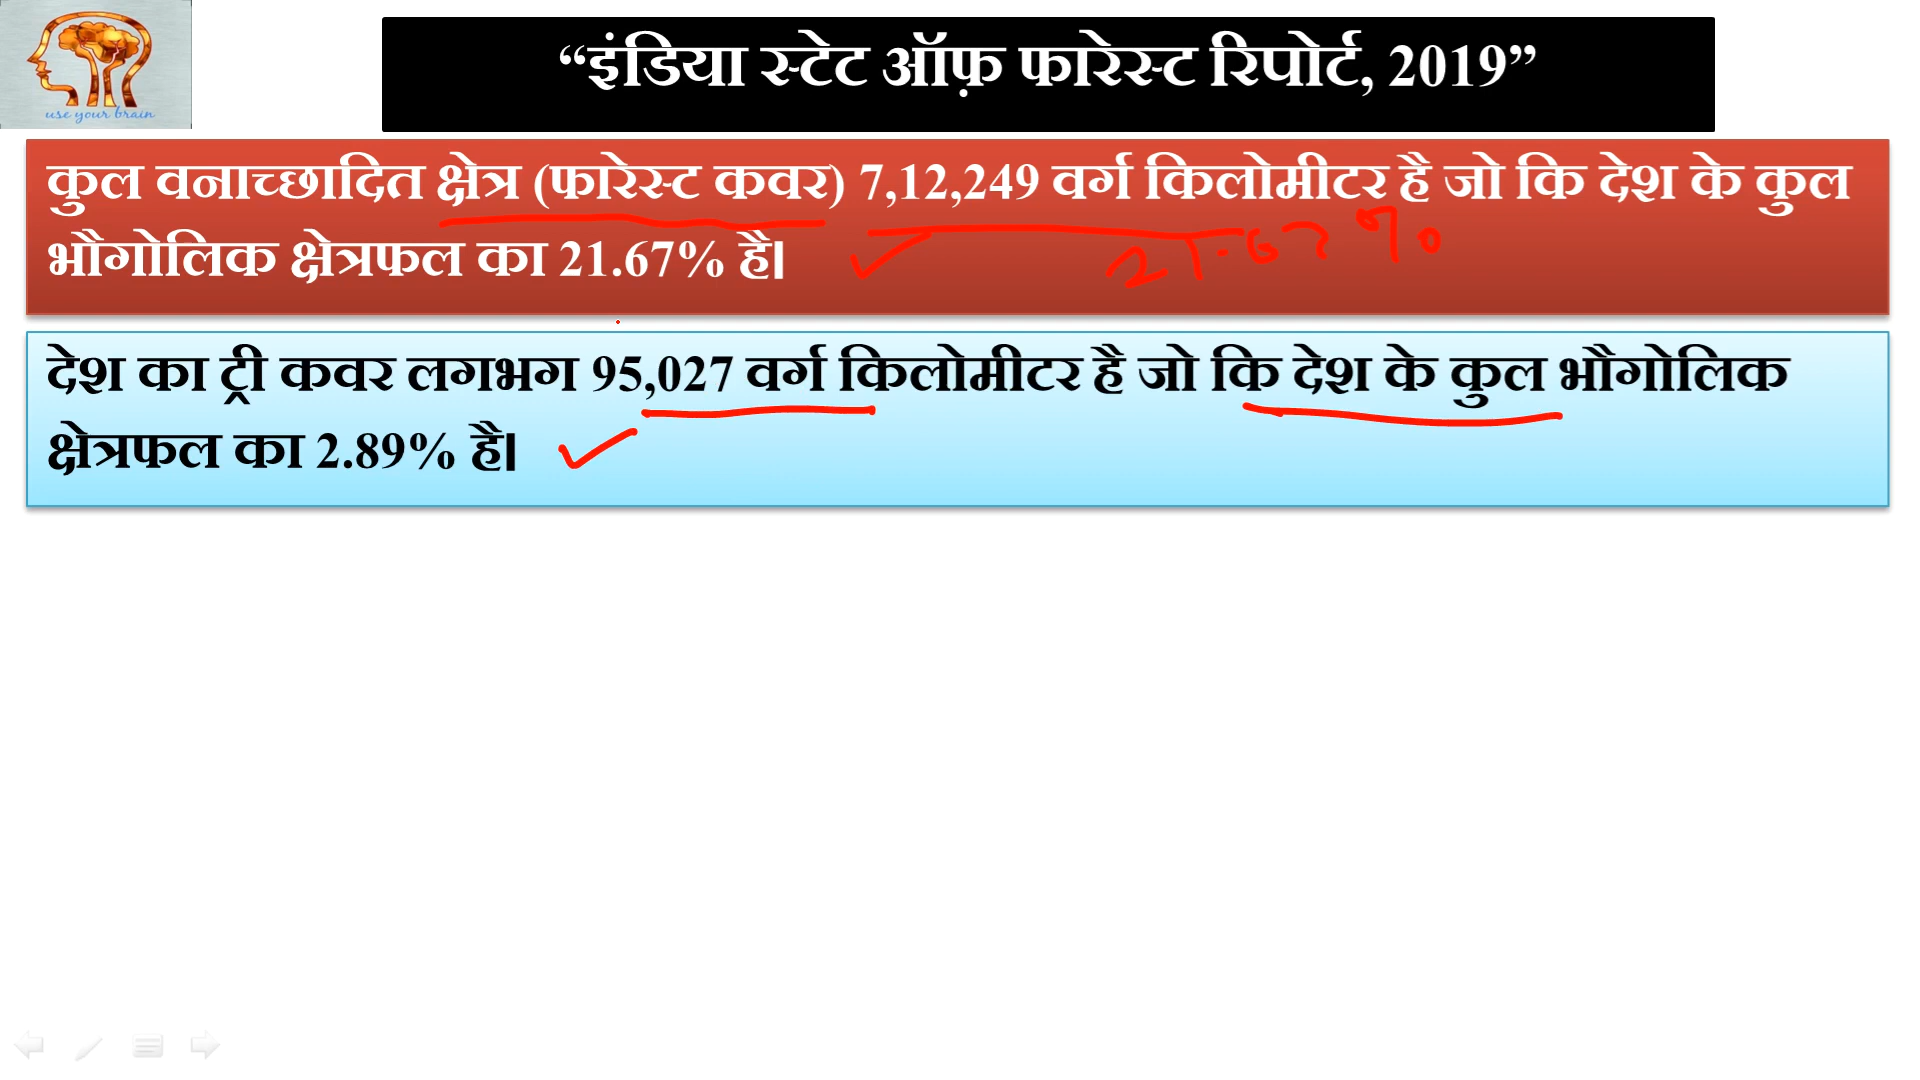 use your brain
“इंडिया स्टेट ऑफ़ फारेस्ट रिपोर्ट, 2019”
कुल वनाच्छादित क्षेत्र (फारेस्ट कवर) 7,12,249 वर्ग किलोमीटर है जो कि देश के कुल
भौगोलिक क्षेत्रफल का 21.67% है।
21.67%
देश का ट्री कवर लगभग 95,027 वर्ग किलोमीटर है जो कि देश के कुल भौगोलिक
क्षेत्रफल का 2.89% है।